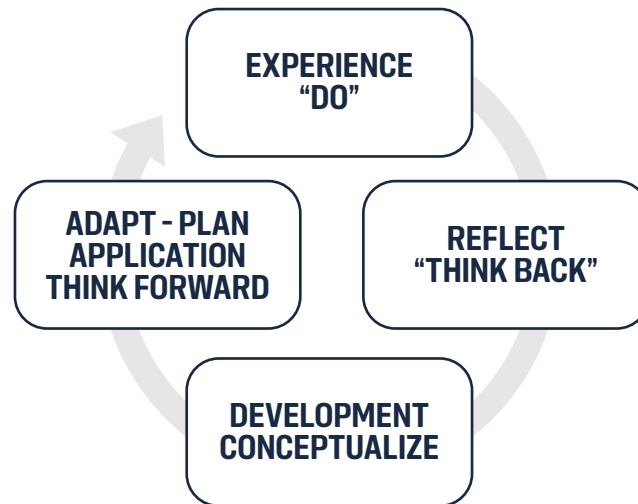 EXPERIENCE
“DO”
REFLECT
“THINK BACK”
DEVELOPMENT
CONCEPTUALIZE
ADAPT - PLAN
APPLICATION
THINK FORWARD